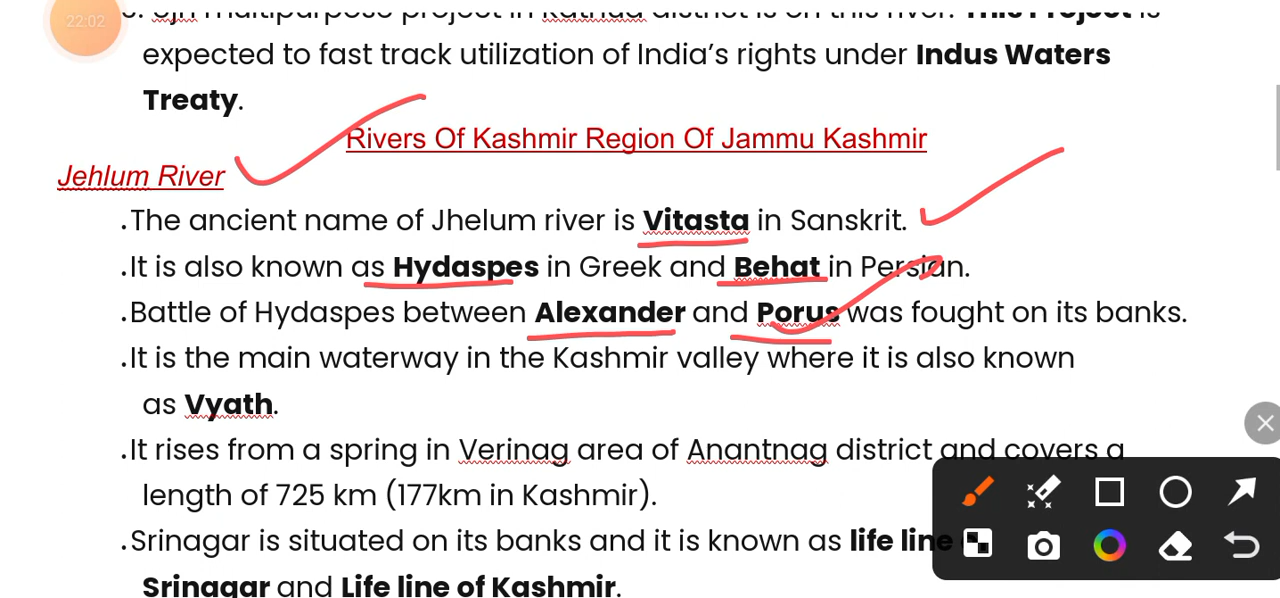 22:02
expected to fast track utilization of India's rights under Indus Waters
Treaty.
Rivers Of Kashmir Region Of Jammu Kashmir
Jehlum River
.The ancient name of Jhelum river is Vitasta in Sanskrit.
.It is also known as Hydaspes in Greek and Behat in Persian.
.Battle of Hydaspes between Alexander and Porus was fought on its banks.
.It is the main waterway in the Kashmir valley where it is also known
as Vyath.
.It rises from a spring in Verinag area of Anantnag district and covers a
length of 725 km (177km in Kashmir).
.Srinagar is situated on its banks and it is known as life line
Srinagar and Life line of Kashmir.